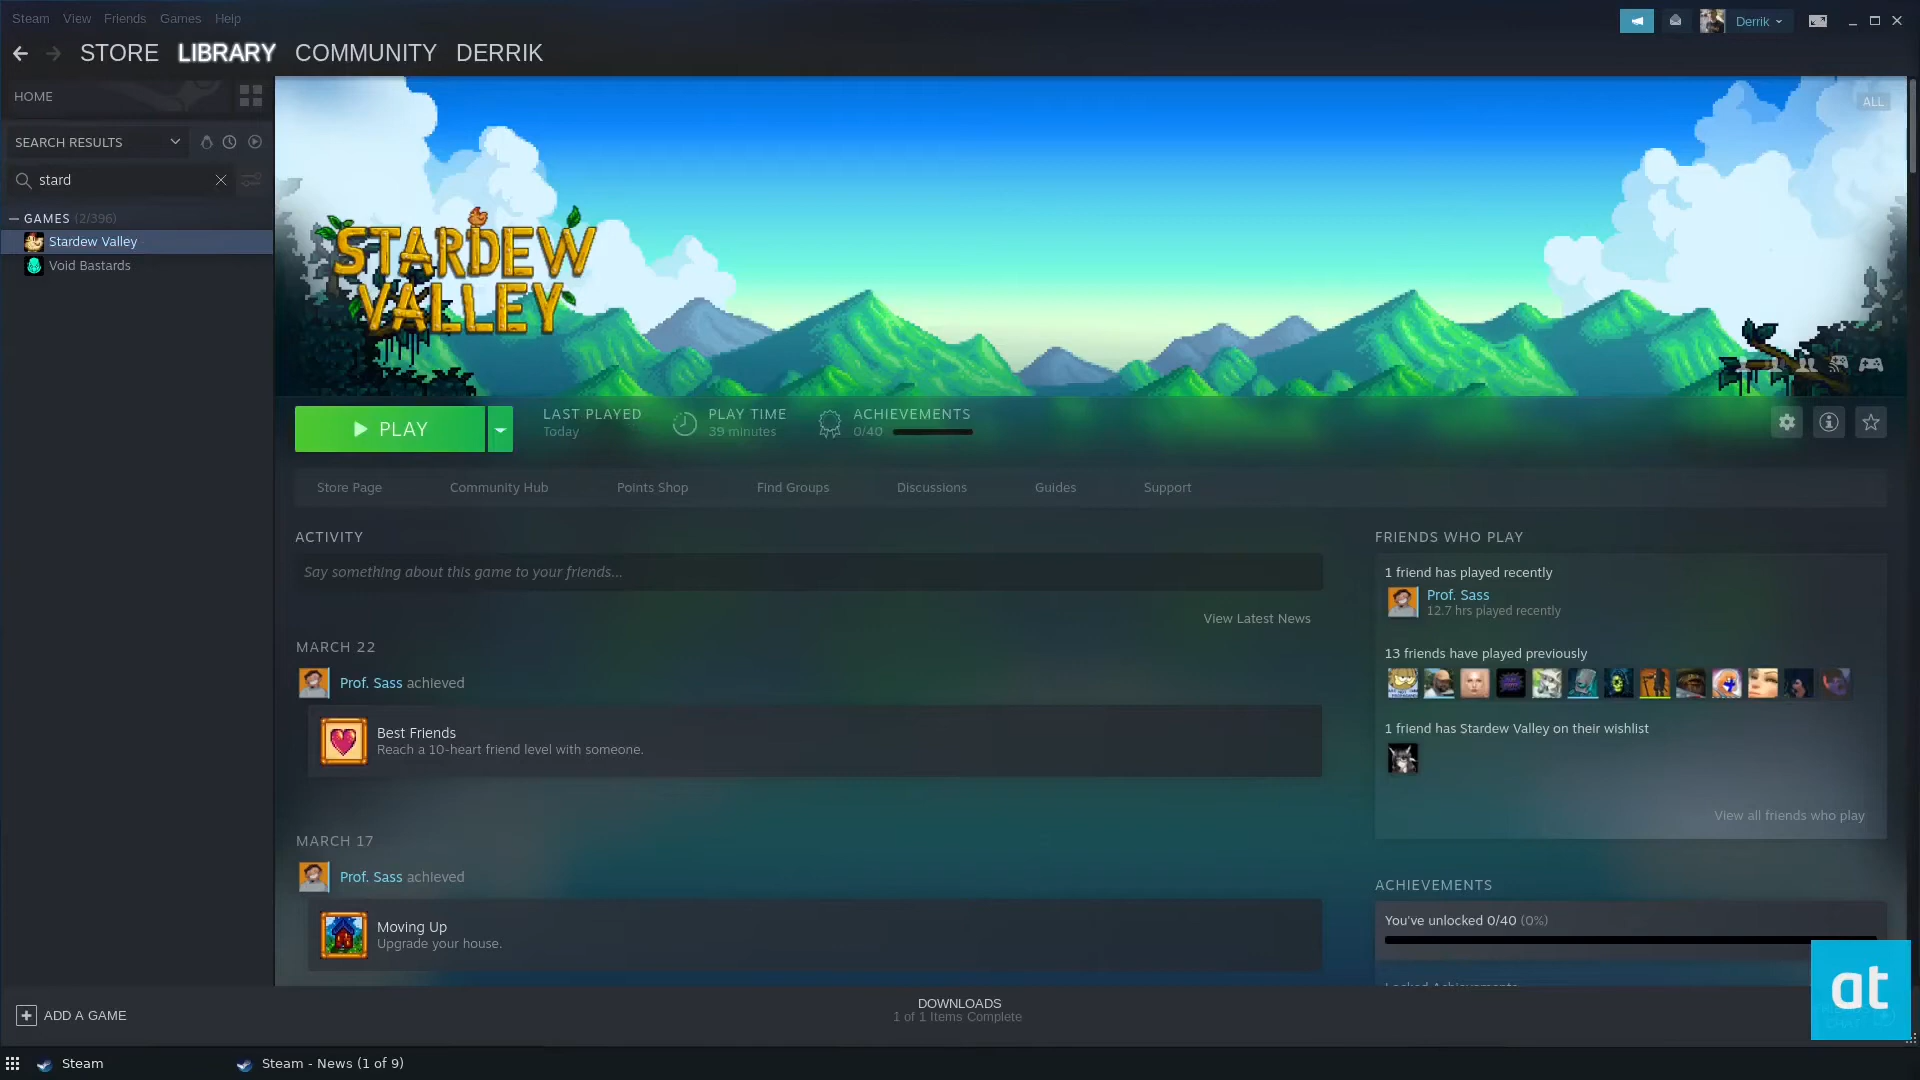 Steam View Friends Games Help
Derrik
STORE LIBRARY COMMUNITY DERRIK
HOME
ALL
SEARCH RESULTS
stard
GAMES (2/396)
Stardew Valley
Void Bastards
STARDEW
VALLEY
PLAY
LAST PLAYED
Today
PLAY TIME
39 minutes
ACHIEVEMENTS
0/40
Store Page Community Hub Points Shop Find Groups Discussions Guides Support
ACTIVITY
Say something about this game to your friends...
View Latest News
MARCH 22
Prof. Sass achieved
Best Friends
Reach a 10-heart friend level with someone.
MARCH 17
Prof. Sass achieved
Moving Up
Upgrade your house.
FRIENDS WHO PLAY
1 friend has played recently
Prof. Sass
12.7 hrs played recently
13 friends have played previously
1 friend has Stardew Valley on their wishlist
View all friends who play
ACHIEVEMENTS
You've unlocked 0/40 (0%)
Locked Achievements
at
ADD A GAME
DOWNLOADS
1 of 1 Items Complete
Steam
Steam - News (1 of 9)